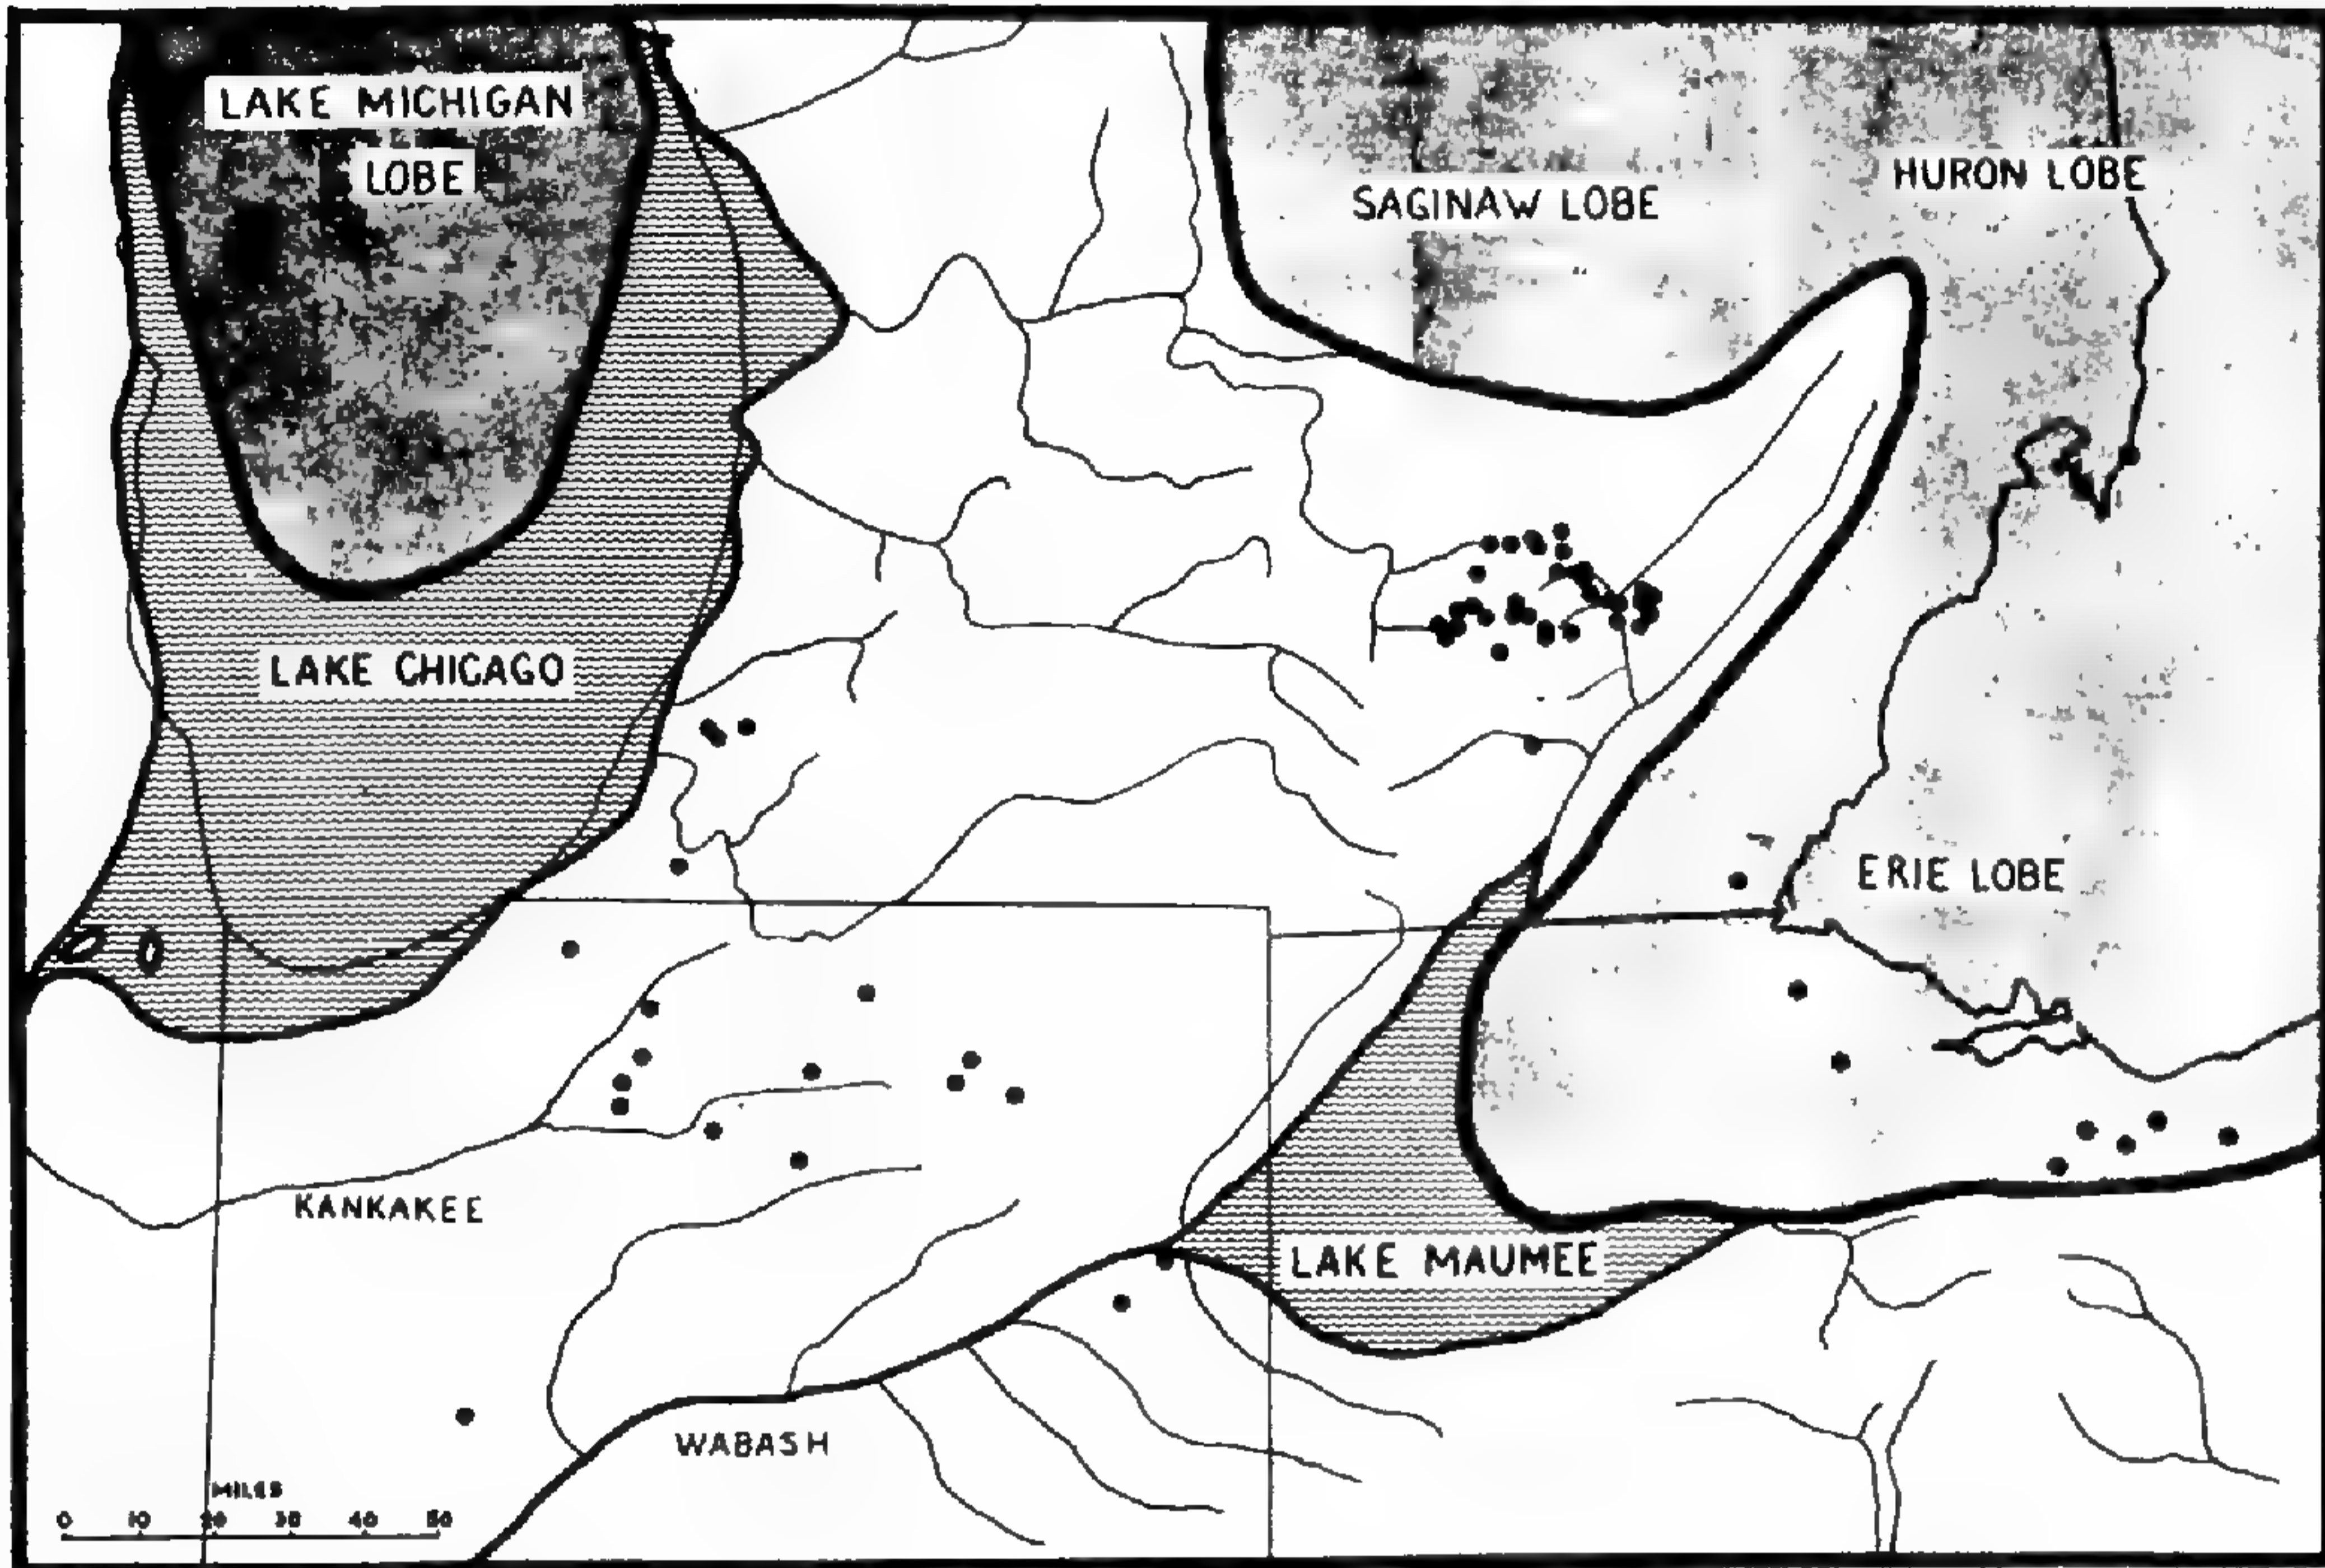 LAKE MICHIGAN
LOBE
SAGINAW LOBE
HURON LOBE
LAKE CHICAGO
ERIE LOBE
KANKAKEE
LAKE MAUMEE
WABASH
MILES
0 10 20 30 40 50